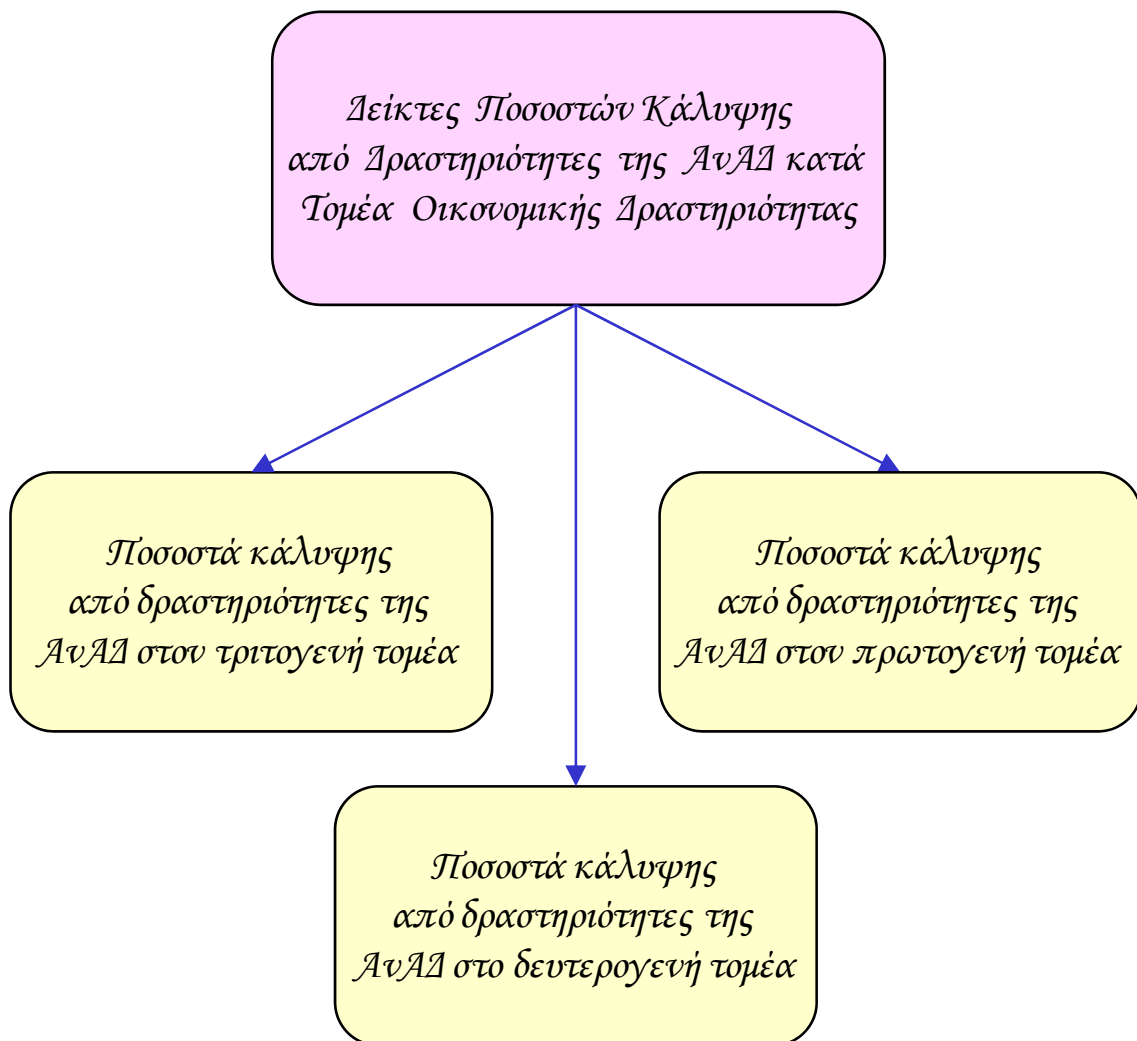 Δείκτες Ποσοστών Κάλυψης
από Δραστηριότητες της ΑνΑΔ κατά
Τομέα Οικονομικής Δραστηριότητας
Ποσοστά κάλυψης
από δραστηριότητες της
ΑνΑΔ στον τριτογενή τομέα
Ποσοστά κάλυψης
από δραστηριότητες της
ΑνΑΔ στον πρωτογενή τομέα
Ποσοστά κάλυψης
από δραστηριότητες της
ΑνΑΔ στο δευτερογενή τομέα